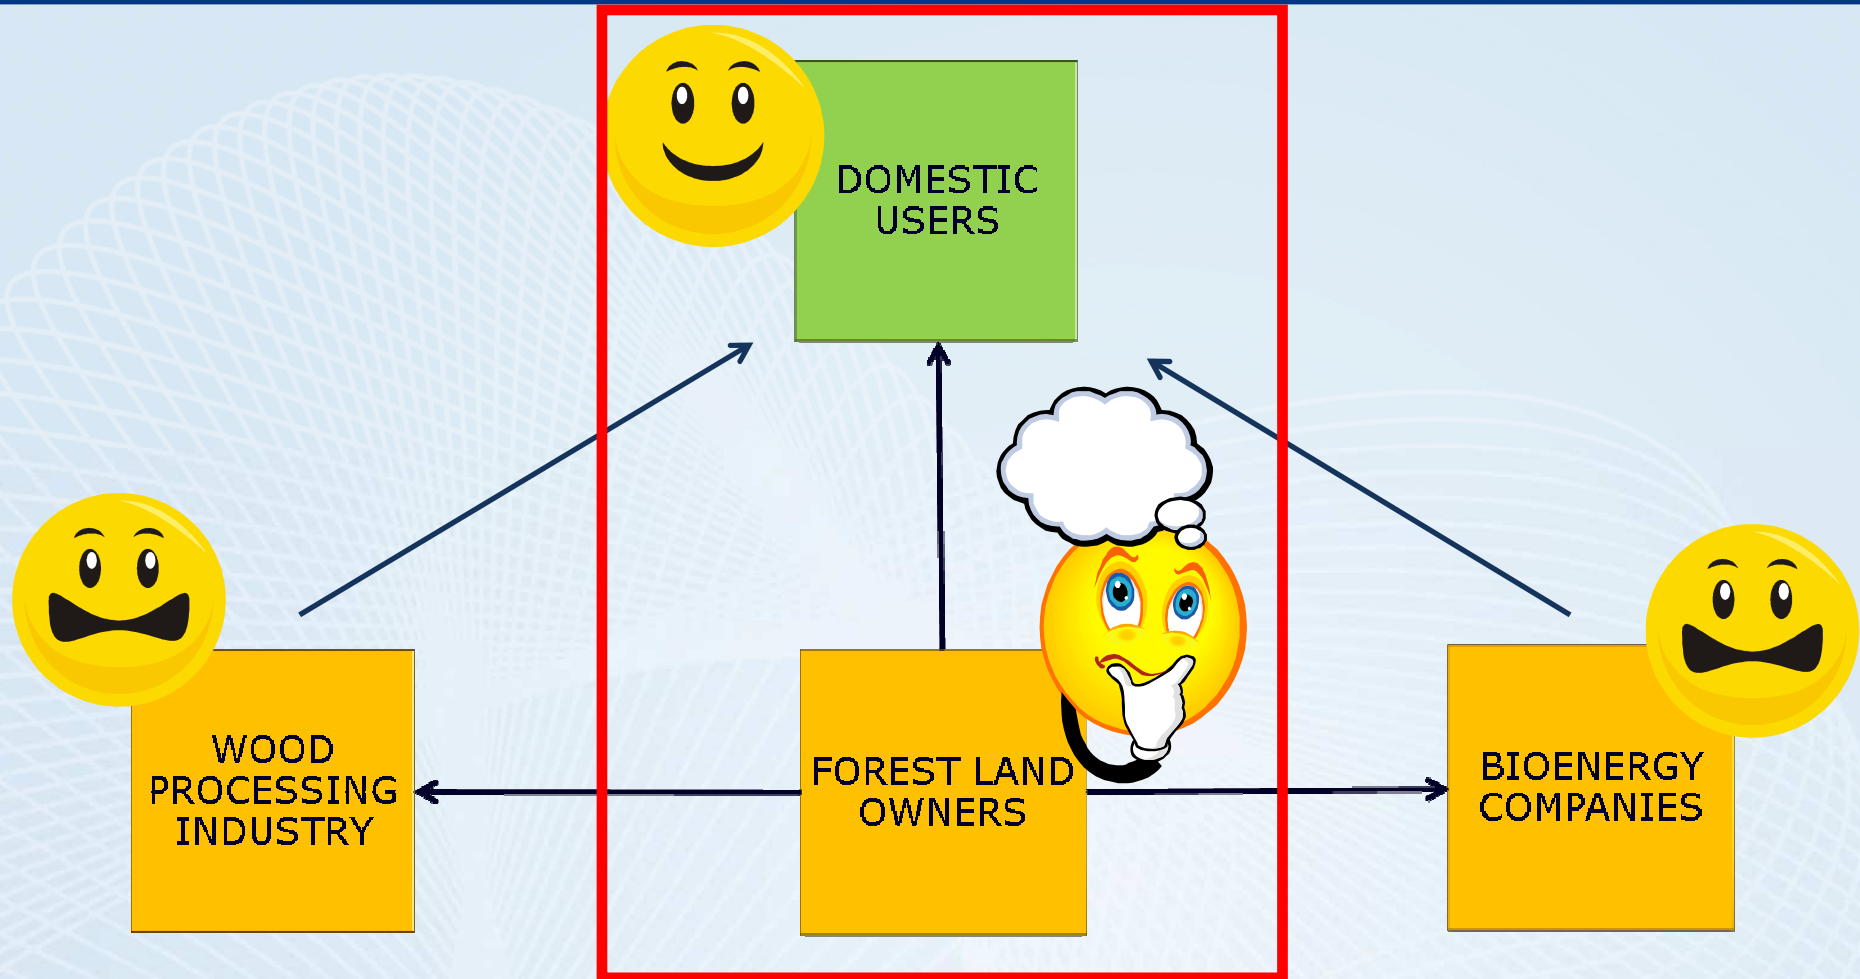 DOMESTIC
USERS
WOOD
PROCESSING
INDUSTRY
FOREST LAND
OWNERS
BIOENERGY
COMPANIES